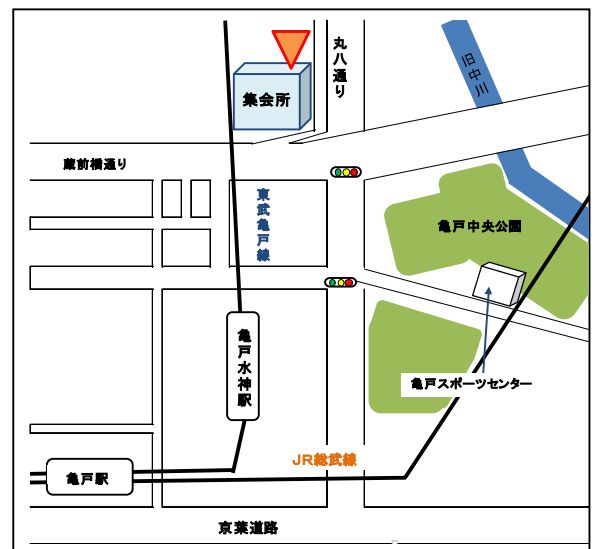 丸八通り
旧中川
集会所
蔵前橋通り
東武亀戸線
亀戸中央公園
亀戸水神駅
亀戸スポーツセンター
JR総武線
亀戸駅
京葉道路